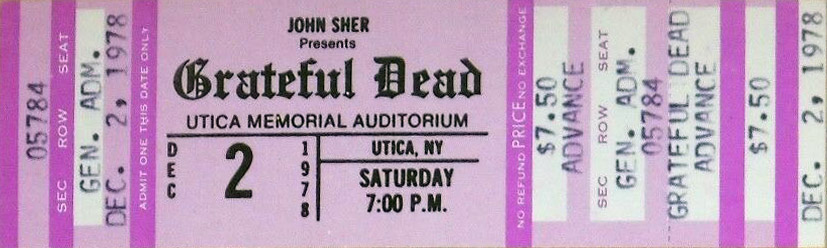 05784
SEC ROW SEAT
GEN. ADM.
DEC. 2, 1978
ADMIT ONE THIS DATE ONLY
JOHN SHER
Presents
Grateful Dead
UTICA MEMORIAL AUDITORIUM
DEC 2 1978
UTICA, NY
SATURDAY
7:00 P.M.
NO REFUND PRICE NO EXCHANGE
$7.50
ADVANCE
SEC ROW SEAT
GEN. ADM.
05784
GRATEFUL DEAD
ADVANCE
$7.50
DEC. 2, 1978